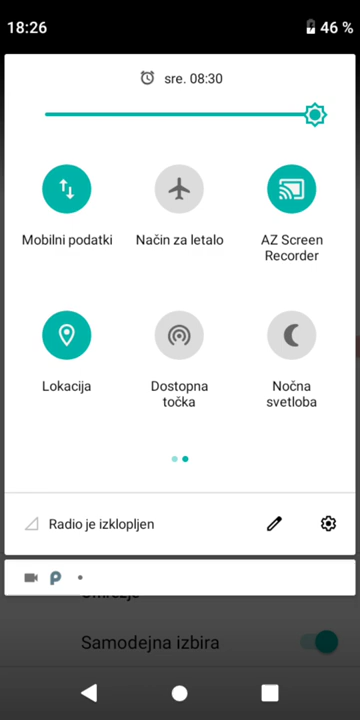 18:26
46 %
sre. 08:30
Mobilni podatki
Način za letalo
AZ Screen
Recorder
Lokacija
Dostopna
točka
Nočna
svetloba
Radio je izklopljen
Samodejna izbira